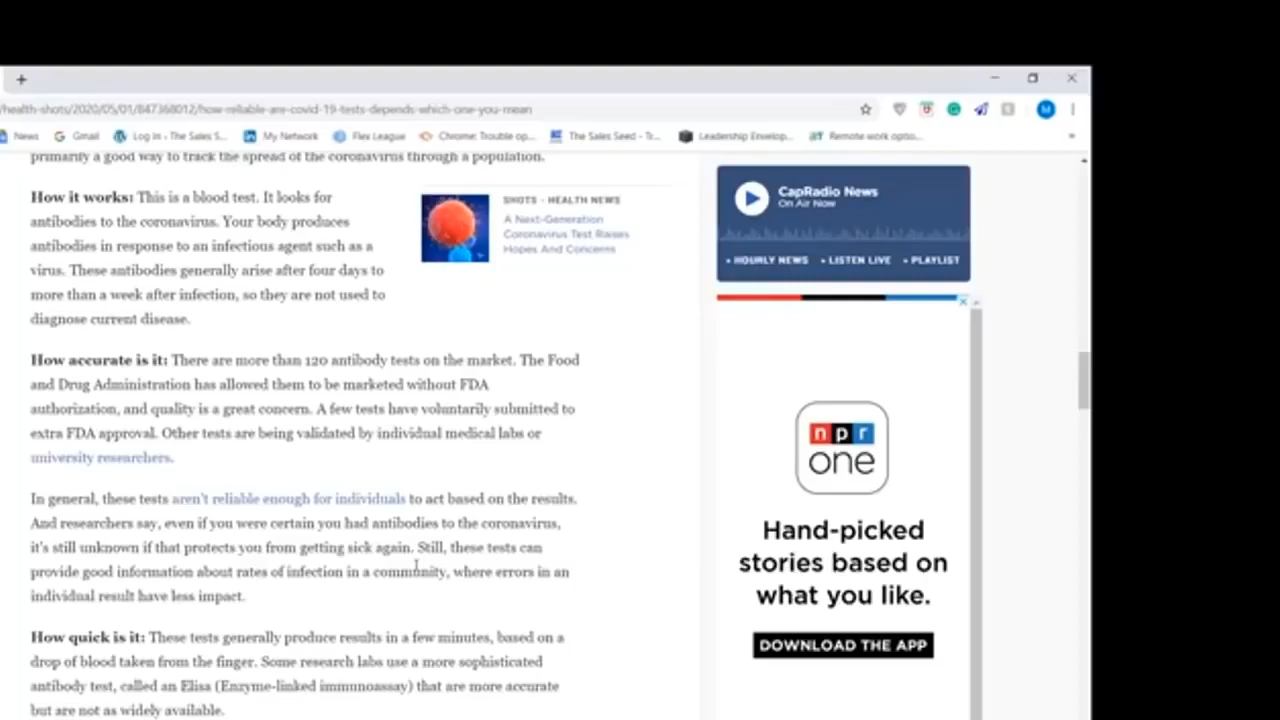 /health-shots/2020/05/01/847368012/how-reliable-are-covid-19-tests-depends-which-one-you-mean
M
News
Gmail
Log In - The Sales S...
My Network
Flex League
Chrome: Trouble op...
The Sales Seed - Tr...
Leadership Envelop...
Remote work optio...
primarily a good way to track the spread of the coronavirus through a population.
How it works: This is a blood test. It looks for
antibodies to the coronavirus. Your body produces
antibodies in response to an infectious agent such as a
virus. These antibodies generally arise after four days to
more than a week after infection, so they are not used to
diagnose current disease.
SHOTS - HEALTH NEWS
A Next-Generation
Coronavirus Test Raises
Hopes And Concerns
How accurate is it: There are more than 120 antibody tests on the market. The Food
and Drug Administration has allowed them to be marketed without FDA
authorization, and quality is a great concern. A few tests have voluntarily submitted to
extra FDA approval. Other tests are being validated by individual medical labs or
university researchers.
In general, these tests aren't reliable enough for individuals to act based on the results.
And researchers say, even if you were certain you had antibodies to the coronavirus,
it's still unknown if that protects you from getting sick again. Still, these tests can
provide good information about rates of infection in a community, where errors in an
individual result have less impact.
How quick is it: These tests generally produce results in a few minutes, based on a
drop of blood taken from the finger. Some research labs use a more sophisticated
antibody test, called an Elisa (Enzyme-linked immunoassay) that are more accurate
but are not as widely available.
CapRadio News
On Air Now
HOURLY NEWS
LISTEN LIVE
PLAYLIST
npr
one
Hand-picked
stories based on
what you like.
DOWNLOAD THE APP